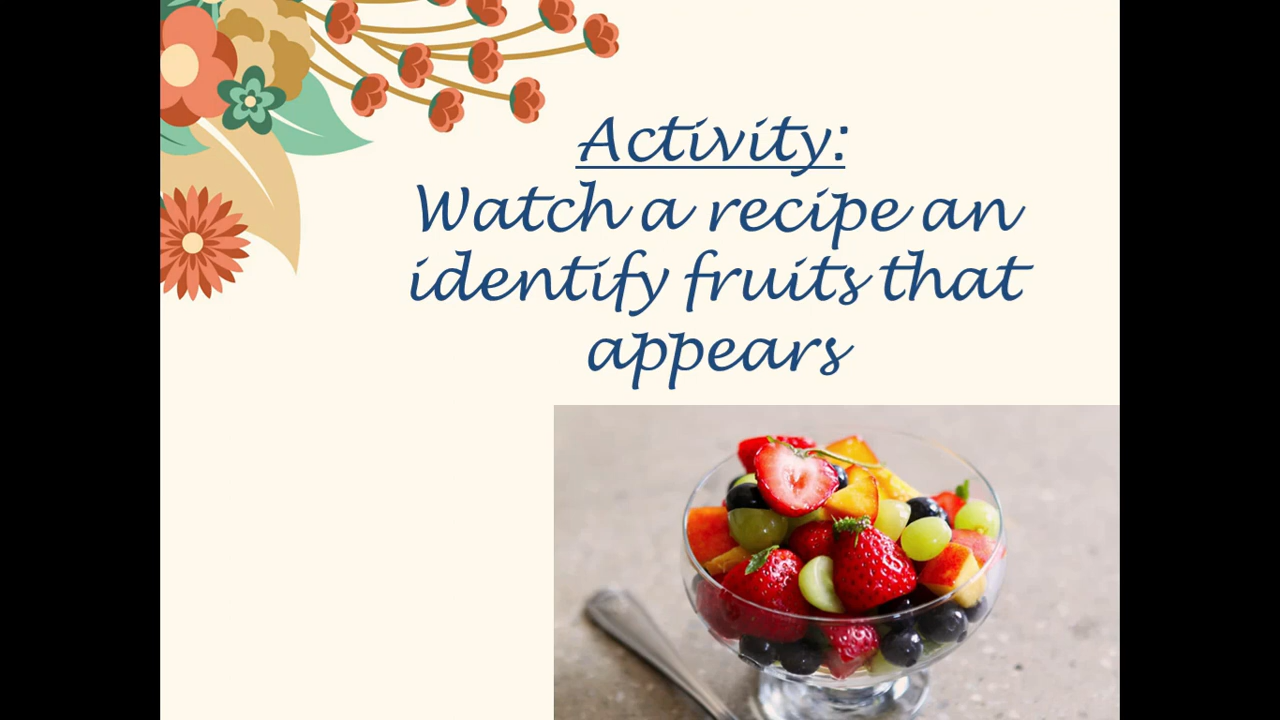 Activity:
Watch a recipe an
identify fruits that
appears